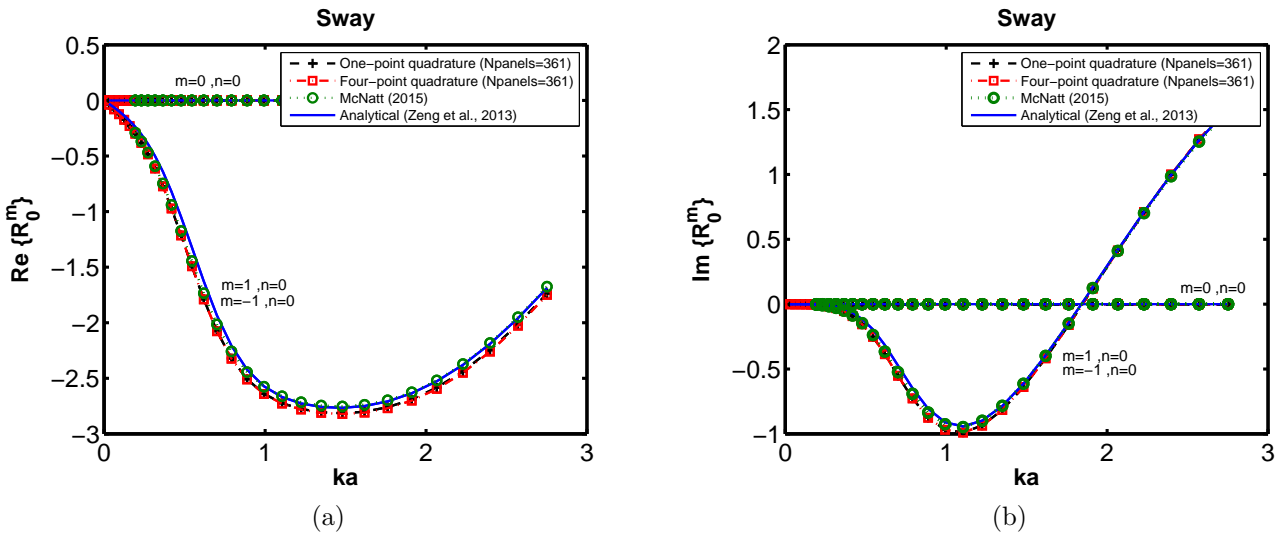 Sway
Re {R_0^m}
0.5
0
−0.5
−1
−1.5
−2
−2.5
−3
0
1
2
3
ka
One−point quadrature (Npanels=361)
Four−point quadrature (Npanels=361)
McNatt (2015)
Analytical (Zeng et al., 2013)
m=0 ,n=0
m=1 ,n=0
m=−1 ,n=0
(a)
Sway
Im {R_0^m}
2
1.5
1
0.5
0
−0.5
−1
0
1
2
3
ka
One−point quadrature (Npanels=361)
Four−point quadrature (Npanels=361)
McNatt (2015)
Analytical (Zeng et al., 2013)
m=0 ,n=0
m=1 ,n=0
m=−1 ,n=0
(b)